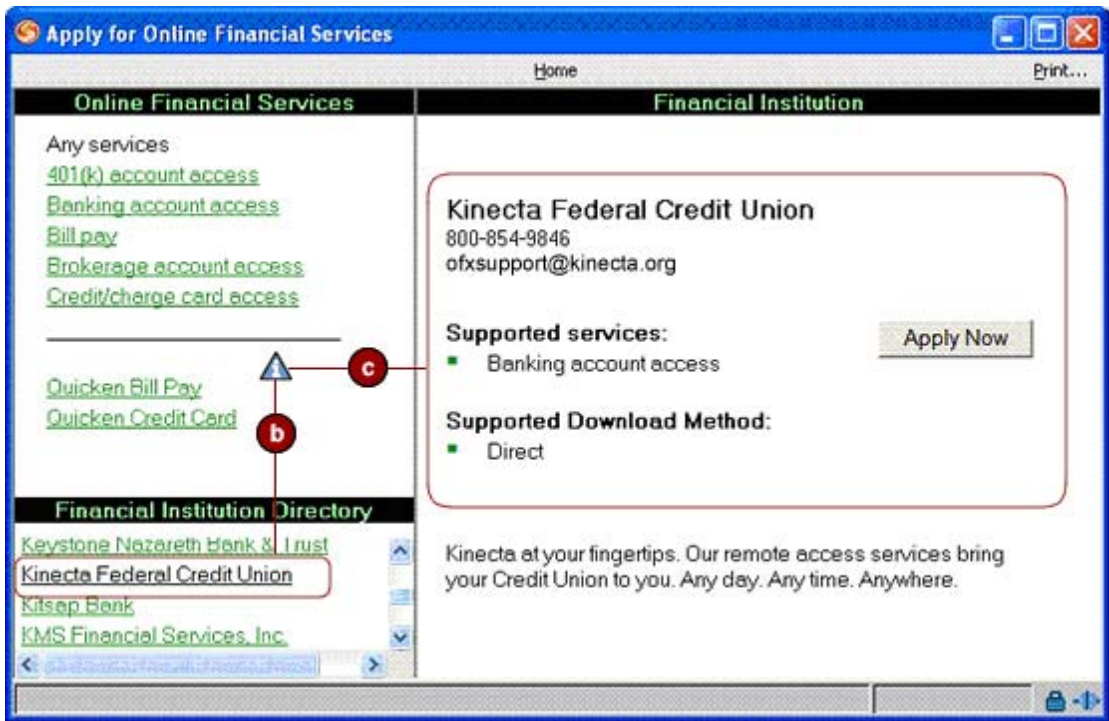 Apply for Online Financial Services
Home
Print...
Online Financial Services
Any services
401(k) account access
Banking account access
Bill pay
Brokerage account access
Credit/charge card access
Quicken Bill Pay
Quicken Credit Card
b
c
Financial Institution Directory
Keystone Nazareth Bank & Trust
Kinecta Federal Credit Union
Kitsap Bank
KMS Financial Services, Inc.
Financial Institution
Kinecta Federal Credit Union
800-854-9846
ofxsupport@kinecta.org
Supported services:
Banking account access
Apply Now
Supported Download Method:
Direct
Kinecta at your fingertips. Our remote access services bring
your Credit Union to you. Any day. Any time. Anywhere.